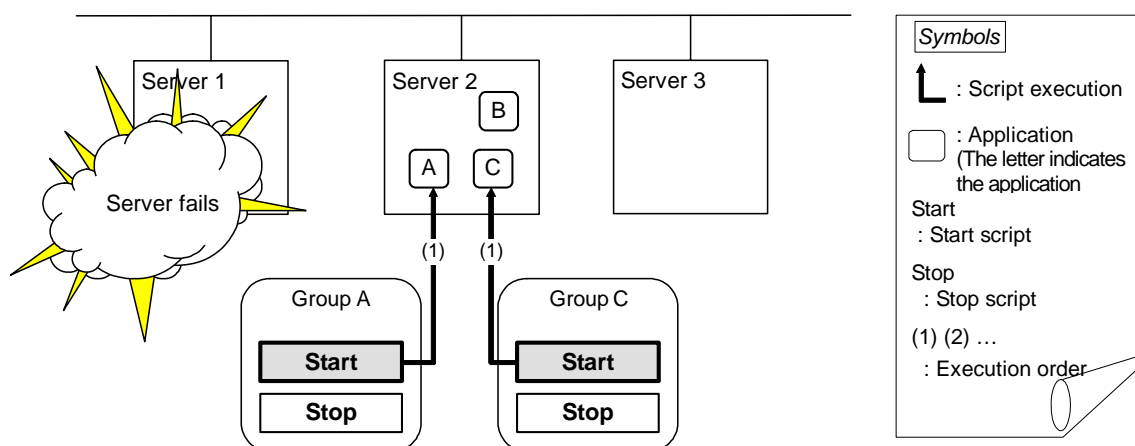 Server 1
Server 2
Server 3
B
A
C
Server fails
(1)
(1)
Group A
Start
Stop
Group C
Start
Stop
Symbols
: Script execution
: Application
(The letter indicates
the application
Start
: Start script
Stop
: Stop script
(1) (2) …
: Execution order